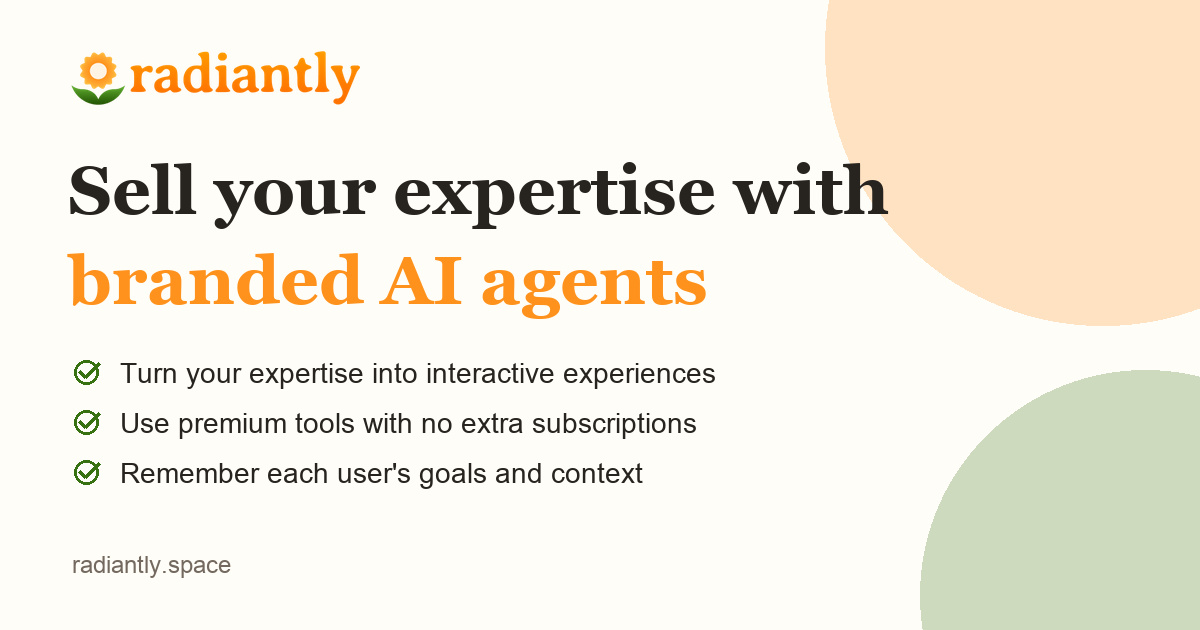 radiantly
Sell your expertise with
branded AI agents
Turn your expertise into interactive experiences
Use premium tools with no extra subscriptions
Remember each user's goals and context
radiantly.space